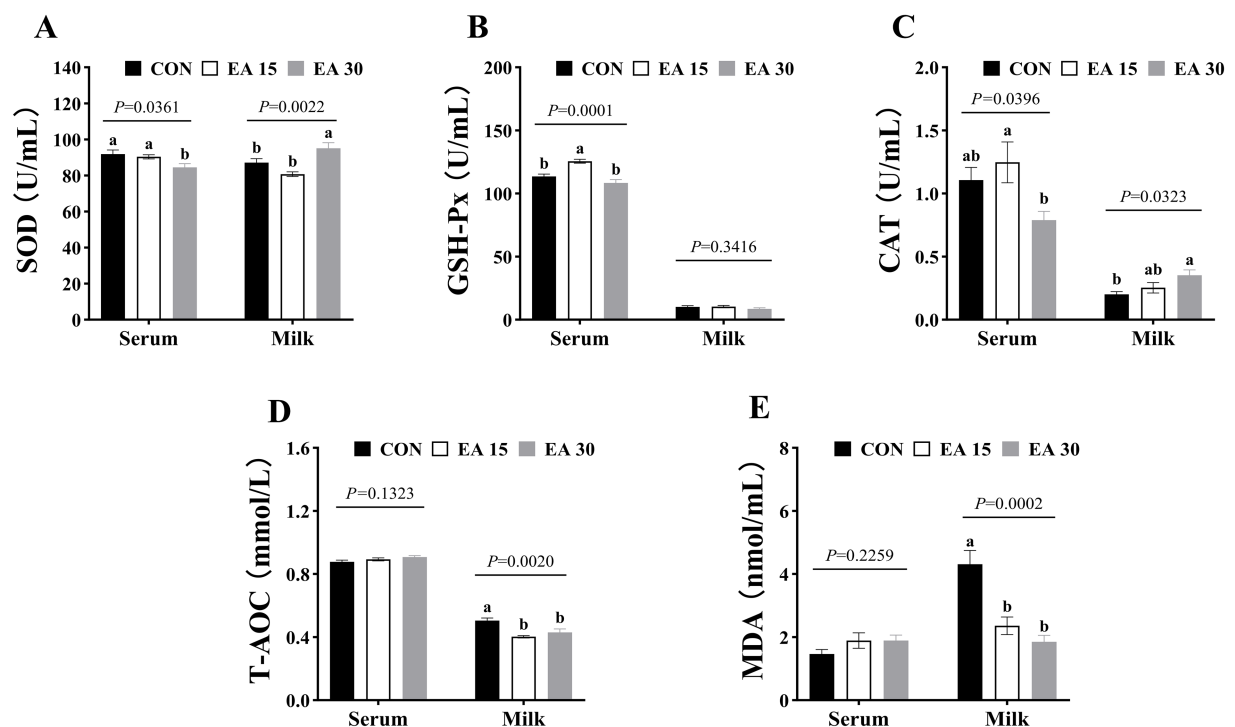 A
CON EA 15 EA 30
SOD (U/mL)
140
120
100
80
60
40
20
0
P=0.0361
P=0.0022
a a b
b b a
Serum Milk
B
CON EA 15 EA 30
GSH-Px (U/mL)
200
150
100
50
0
P=0.0001
b a b
P=0.3416
Serum Milk
C
CON EA 15 EA 30
CAT (U/mL)
2.0
1.5
1.0
0.5
0.0
P=0.0396
ab a b
P=0.0323
b ab a
Serum Milk
D
CON EA 15 EA 30
T-AOC (mmol/L)
1.6
1.2
0.8
0.4
0.0
P=0.1323
P=0.0020
a b b
Serum Milk
E
CON EA 15 EA 30
MDA (nmol/mL)
8
6
4
2
0
P=0.2259
P=0.0002
a b b
Serum Milk